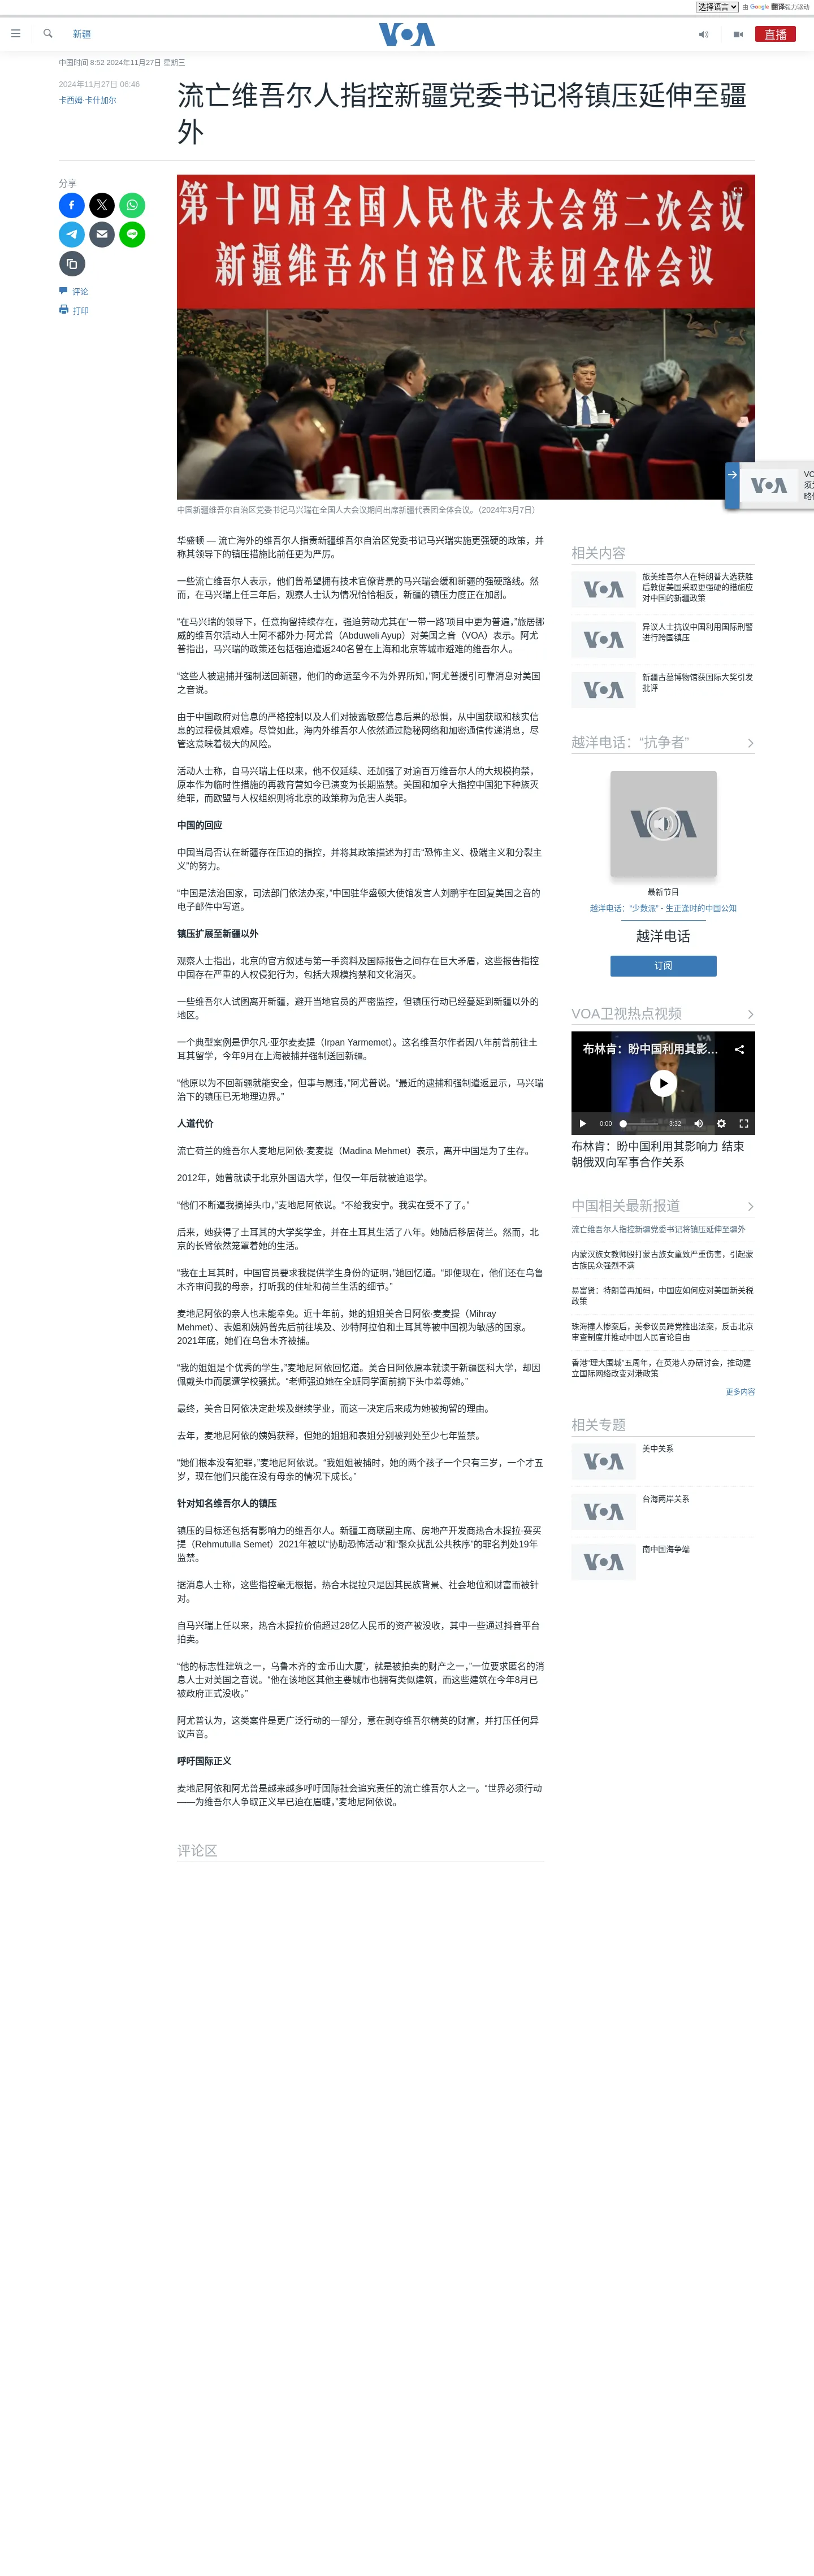 选择语言 由 Google 翻译强力驱动
新疆
VOA
直播
中国时间 8:52 2024年11月27日 星期三
2024年11月27日 06:46
卡西姆·卡什加尔
流亡维吾尔人指控新疆党委书记将镇压延伸至疆
外
分享
评论
打印
第十四届全国人民代表大会第二次会议
新疆维吾尔自治区代表团全体会议
中国新疆维吾尔自治区党委书记马兴瑞在全国人大会议期间出席新疆代表团全体会议。（2024年3月7日）
华盛顿 — 流亡海外的维吾尔人指责新疆维吾尔自治区党委书记马兴瑞实施更强硬的政策，并
称其领导下的镇压措施比前任更为严厉。
一些流亡维吾尔人表示，他们曾希望拥有技术官僚背景的马兴瑞会缓和新疆的强硬路线。然
而，在马兴瑞上任三年后，观察人士认为情况恰恰相反，新疆的镇压力度正在加剧。
“在马兴瑞的领导下，任意拘留持续存在，强迫劳动尤其在‘一带一路’项目中更为普遍，”旅居挪
威的维吾尔活动人士阿不都外力·阿尤普（Abduweli Ayup）对美国之音（VOA）表示。阿尤
普指出，马兴瑞的政策还包括强迫遣返240名曾在上海和北京等城市避难的维吾尔人。
“这些人被逮捕并强制送回新疆，他们的命运至今不为外界所知，”阿尤普援引可靠消息对美国
之音说。
由于中国政府对信息的严格控制以及人们对披露敏感信息后果的恐惧，从中国获取和核实信
息的过程极其艰难。尽管如此，海内外维吾尔人依然通过隐秘网络和加密通信传递消息，尽
管这意味着极大的风险。
活动人士称，自马兴瑞上任以来，他不仅延续、还加强了对逾百万维吾尔人的大规模拘禁，
原本作为临时性措施的再教育营如今已演变为长期监禁。美国和加拿大指控中国犯下种族灭
绝罪，而欧盟与人权组织则将北京的政策称为危害人类罪。
中国的回应
中国当局否认在新疆存在压迫的指控，并将其政策描述为打击“恐怖主义、极端主义和分裂主
义”的努力。
“中国是法治国家，司法部门依法办案，”中国驻华盛顿大使馆发言人刘鹏宇在回复美国之音的
电子邮件中写道。
镇压扩展至新疆以外
观察人士指出，北京的官方叙述与第一手资料及国际报告之间存在巨大矛盾，这些报告指控
中国存在严重的人权侵犯行为，包括大规模拘禁和文化消灭。
一些维吾尔人试图离开新疆，避开当地官员的严密监控，但镇压行动已经蔓延到新疆以外的
地区。
一个典型案例是伊尔凡·亚尔麦麦提（Irpan Yarmemet）。这名维吾尔作者因八年前曾前往土
耳其留学，今年9月在上海被捕并强制送回新疆。
“他原以为不回新疆就能安全，但事与愿违，”阿尤普说。“最近的逮捕和强制遣返显示，马兴瑞
治下的镇压已无地理边界。”
人道代价
流亡荷兰的维吾尔人麦地尼阿依·麦麦提（Madina Mehmet）表示，离开中国是为了生存。
2012年，她曾就读于北京外国语大学，但仅一年后就被迫退学。
“他们不断逼我摘掉头巾，”麦地尼阿依说。“不给我安宁。我实在受不了了。”
后来，她获得了土耳其的大学奖学金，并在土耳其生活了八年。她随后移居荷兰。然而，北
京的长臂依然笼罩着她的生活。
“我在土耳其时，中国官员要求我提供学生身份的证明，”她回忆道。“即便现在，他们还在乌鲁
木齐审问我的母亲，打听我的住址和荷兰生活的细节。”
麦地尼阿依的亲人也未能幸免。近十年前，她的姐姐美合日阿依·麦麦提（Mihray
Mehmet）、表姐和姨妈曾先后前往埃及、沙特阿拉伯和土耳其等被中国视为敏感的国家。
2021年底，她们在乌鲁木齐被捕。
“我的姐姐是个优秀的学生，”麦地尼阿依回忆道。美合日阿依原本就读于新疆医科大学，却因
佩戴头巾而屡遭学校骚扰。“老师强迫她在全班同学面前摘下头巾羞辱她。”
最终，美合日阿依决定赴埃及继续学业，而这一决定后来成为她被拘留的理由。
去年，麦地尼阿依的姨妈获释，但她的姐姐和表姐分别被判处至少七年监禁。
“她们根本没有犯罪，”麦地尼阿依说。“我姐姐被捕时，她的两个孩子一个只有三岁，一个才五
岁，现在他们只能在没有母亲的情况下成长。”
针对知名维吾尔人的镇压
镇压的目标还包括有影响力的维吾尔人。新疆工商联副主席、房地产开发商热合木提拉·赛买
提（Rehmutulla Semet）2021年被以“协助恐怖活动”和“聚众扰乱公共秩序”的罪名判处19年
监禁。
据消息人士称，这些指控毫无根据，热合木提拉只是因其民族背景、社会地位和财富而被针
对。
自马兴瑞上任以来，热合木提拉价值超过28亿人民币的资产被没收，其中一些通过抖音平台
拍卖。
“他的标志性建筑之一，乌鲁木齐的‘金币山大厦’，就是被拍卖的财产之一，”一位要求匿名的消
息人士对美国之音说。“他在该地区其他主要城市也拥有类似建筑，而这些建筑在今年8月已
被政府正式没收。”
阿尤普认为，这类案件是更广泛行动的一部分，意在剥夺维吾尔精英的财富，并打压任何异
议声音。
呼吁国际正义
麦地尼阿依和阿尤普是越来越多呼吁国际社会追究责任的流亡维吾尔人之一。“世界必须行动
——为维吾尔人争取正义早已迫在眉睫，”麦地尼阿依说。
评论区
相关内容
VOA
旅美维吾尔人在特朗普大选获胜
后敦促美国采取更强硬的措施应
对中国的新疆政策
VOA
异议人士抗议中国利用国际刑警
进行跨国镇压
VOA
新疆古墓博物馆获国际大奖引发
批评
越洋电话：“抗争者”
VOA
最新节目
越洋电话：“少数派” - 生正逢时的中国公知
越洋电话
订阅
VOA卫视热点视频
VOA
布林肯：盼中国利用其影...
0:00
3:32
布林肯：盼中国利用其影响力 结束
朝俄双向军事合作关系
中国相关最新报道
流亡维吾尔人指控新疆党委书记将镇压延伸至疆外
内蒙汉族女教师殴打蒙古族女童致严重伤害，引起蒙
古族民众强烈不满
易富贤：特朗普再加码，中国应如何应对美国新关税
政策
珠海撞人惨案后，美参议员跨党推出法案，反击北京
审查制度并推动中国人民言论自由
香港“理大围城”五周年，在英港人办研讨会，推动建
立国际网络改变对港政策
更多内容
相关专题
VOA
美中关系
VOA
台海两岸关系
VOA
南中国海争端
VOA